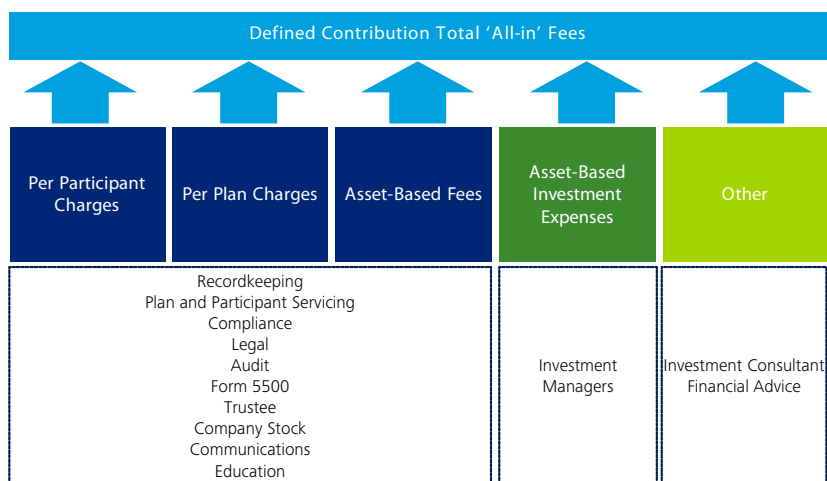 Defined Contribution Total ‘All-in’ Fees
Per Participant
Charges
Per Plan Charges
Asset-Based Fees
Asset-Based
Investment
Expenses
Other
Recordkeeping
Plan and Participant Servicing
Compliance
Legal
Audit
Form 5500
Trustee
Company Stock
Communications
Education
Investment
Managers
Investment Consultant
Financial Advice